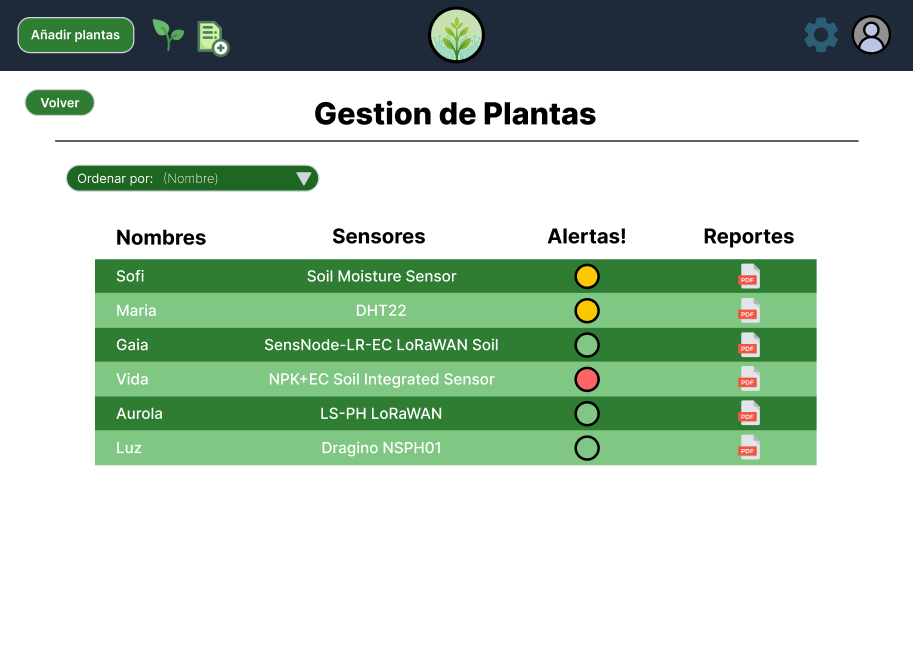 Añadir plantas
Volver
Gestion de Plantas
Ordenar por: (Nombre)
Nombres Sensores Alertas! Reportes
Sofi Soil Moisture Sensor PDF
Maria DHT22 PDF
Gaia SensNode-LR-EC LoRaWAN Soil PDF
Vida NPK+EC Soil Integrated Sensor PDF
Aurola LS-PH LoRaWAN PDF
Luz Dragino NSPH01 PDF